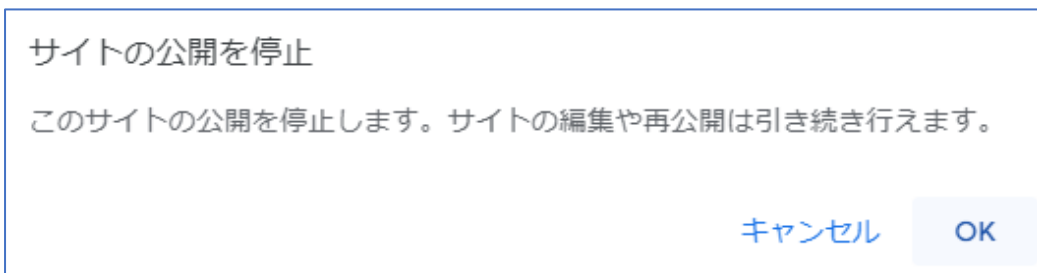 サイトの公開を停止
このサイトの公開を停止します。サイトの編集や再公開は引き続き行えます。
キャンセル OK